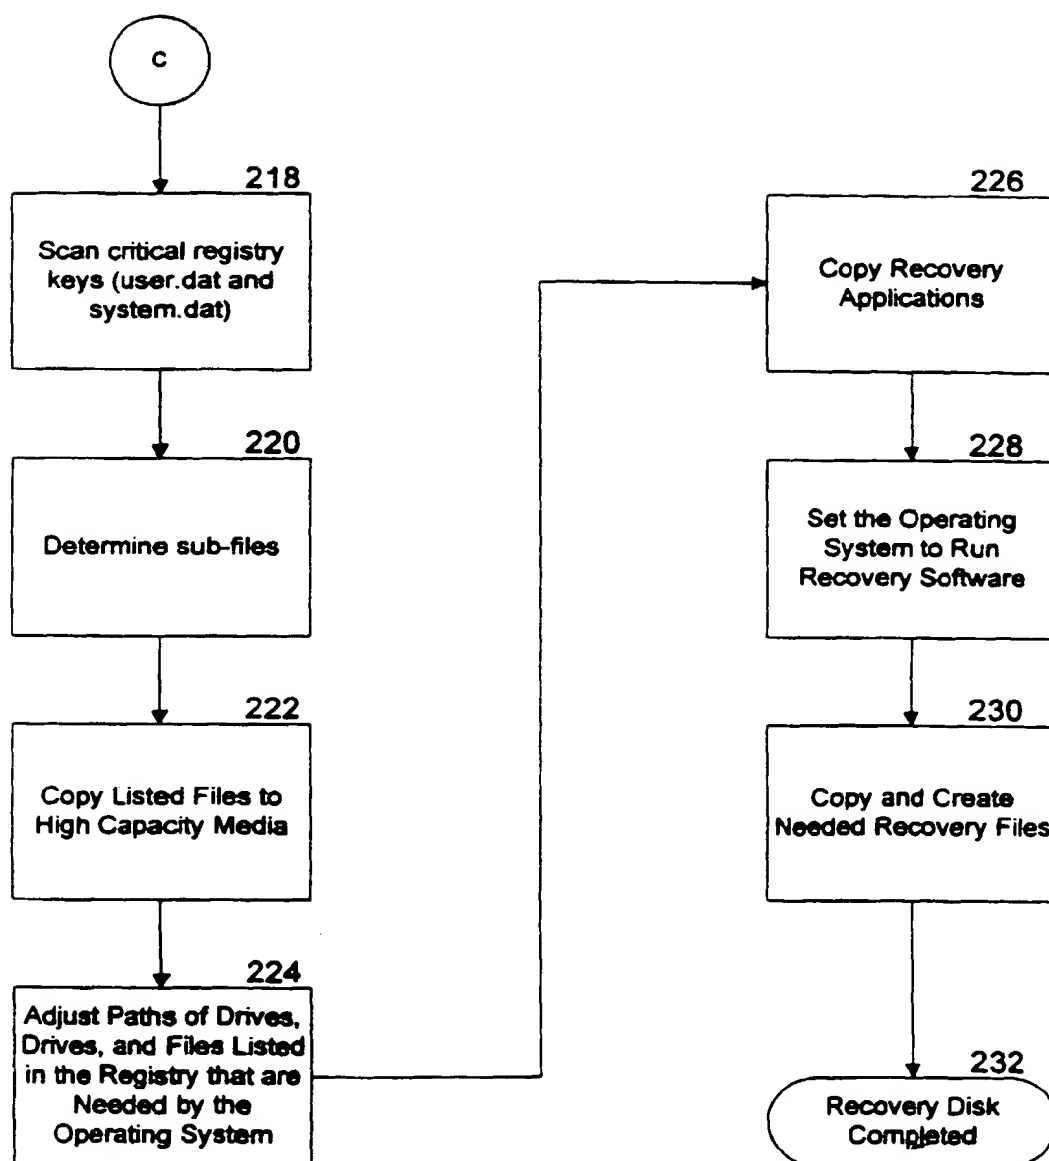 C
218
Scan critical registry
keys (user.dat and
system.dat)
220
Determine sub-files
222
Copy Listed Files to
High Capacity Media
224
Adjust Paths of Drives,
Drives, and Files Listed
in the Registry that are
Needed by the
Operating System
226
Copy Recovery
Applications
228
Set the Operating
System to Run
Recovery Software
230
Copy and Create
Needed Recovery Files
232
Recovery Disk
Completed